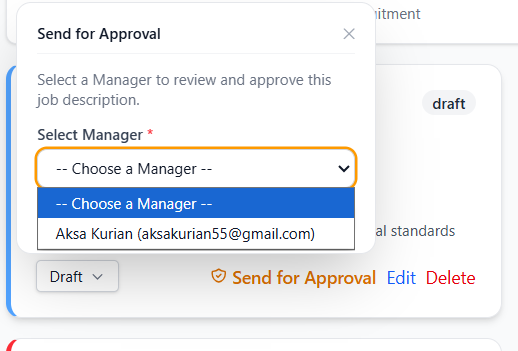 uitment
Send for Approval
Select a Manager to review and approve this
job description.
draft
Select Manager *
-- Choose a Manager --
-- Choose a Manager --
Aksa Kurian (aksakurian55@gmail.com)
al standards
Draft
Send for Approval Edit Delete